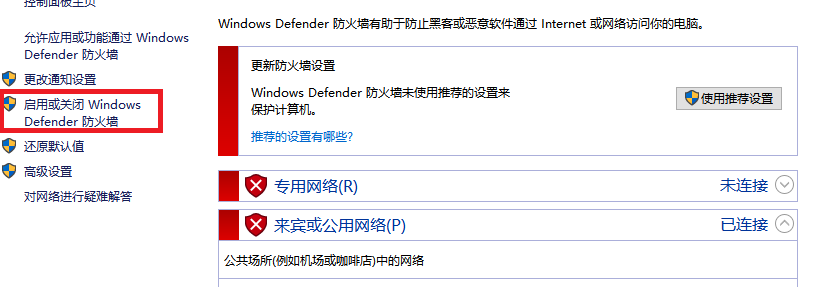 控制面板主页
允许应用或功能通过 Windows
Defender 防火墙
更改通知设置
启用或关闭 Windows
Defender 防火墙
还原默认值
高级设置
对网络进行疑难解答
Windows Defender 防火墙有助于防止黑客或恶意软件通过 Internet 或网络访问你的电脑。
更新防火墙设置
Windows Defender 防火墙未使用推荐的设置来
保护计算机。
使用推荐设置
推荐的设置有哪些?
专用网络(R)
未连接
来宾或公用网络(P)
已连接
公共场所(例如机场或咖啡店)中的网络